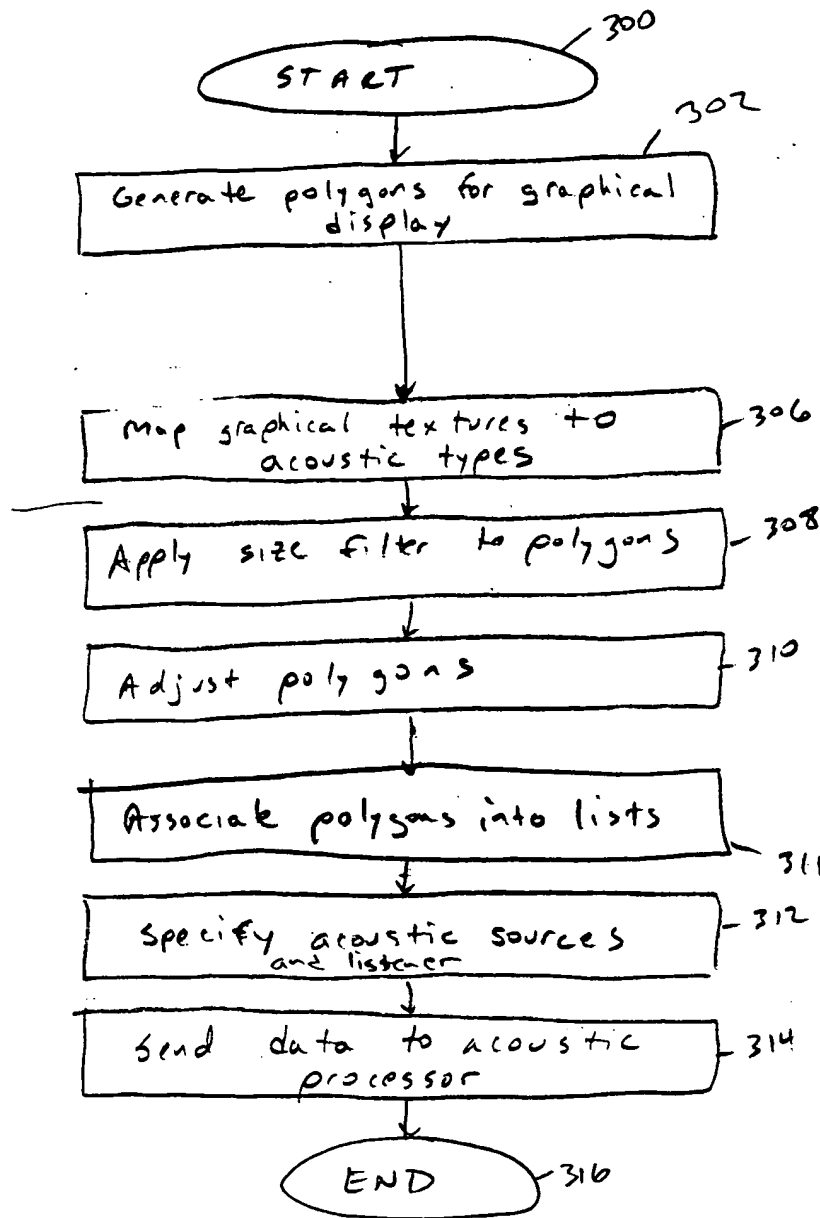 300
START
302
Generate polygons for graphical
display
Map graphical textures to
acoustic types
306
Apply size filter to polygons
308
Adjust polygons
310
Associate polygons into lists
311
Specify acoustic sources
and listener
312
Send data to acoustic
processor
314
END
316